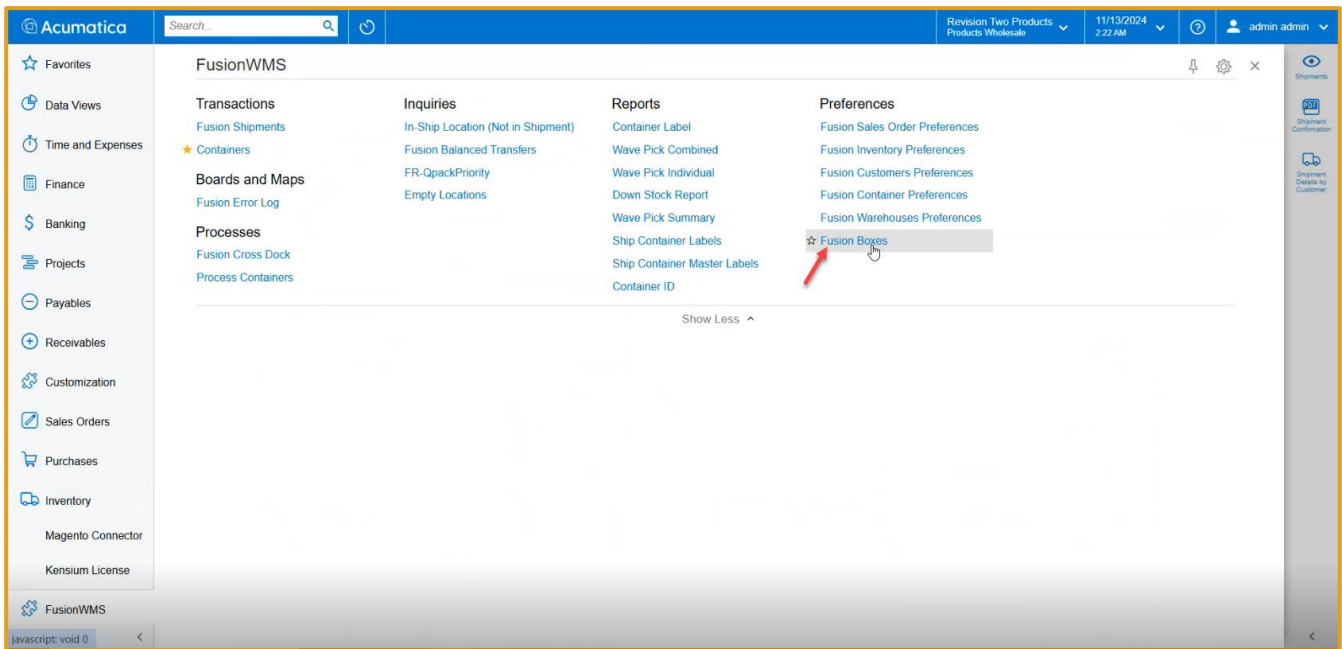 Acumatica
Search...
Revision Two Products
Products Wholesale
11/13/2024
2:22 AM
admin admin
Favorites
Data Views
Time and Expenses
Finance
Banking
Projects
Payables
Receivables
Customization
Sales Orders
Purchases
Inventory
Magento Connector
Kensium License
FusionWMS
javascript: void 0
FusionWMS
Transactions
Fusion Shipments
Containers
Boards and Maps
Fusion Error Log
Processes
Fusion Cross Dock
Process Containers
Inquiries
In-Ship Location (Not in Shipment)
Fusion Balanced Transfers
FR-QpackPriority
Empty Locations
Reports
Container Label
Wave Pick Combined
Wave Pick Individual
Down Stock Report
Wave Pick Summary
Ship Container Labels
Ship Container Master Labels
Container ID
Preferences
Fusion Sales Order Preferences
Fusion Inventory Preferences
Fusion Customers Preferences
Fusion Container Preferences
Fusion Warehouses Preferences
Fusion Boxes
Show Less
Shipments
Shipment
Confirmation
Shipment
Details by
Customer